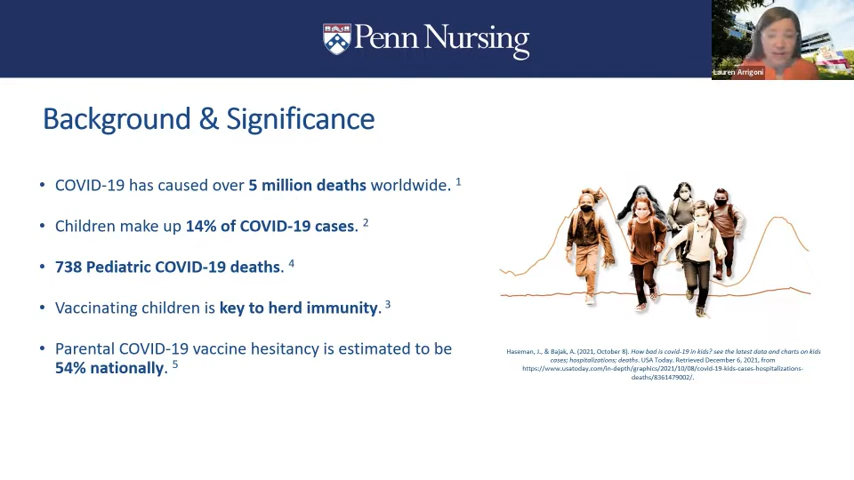 Penn Nursing
Lauren Arrigoni
Background & Significance
• COVID-19 has caused over 5 million deaths worldwide. 1
• Children make up 14% of COVID-19 cases. 2
• 738 Pediatric COVID-19 deaths. 4
• Vaccinating children is key to herd immunity. 3
• Parental COVID-19 vaccine hesitancy is estimated to be
54% nationally. 5
Haseman, J., & Bajak, A. (2021, October 8). How bad is covid-19 in kids? see the latest data and charts on kids
cases; hospitalizations; deaths. USA Today. Retrieved December 6, 2021, from
https://www.usatoday.com/in-depth/graphics/2021/10/08/covid-19-kids-cases-hospitalizations-
deaths/8361479002/.